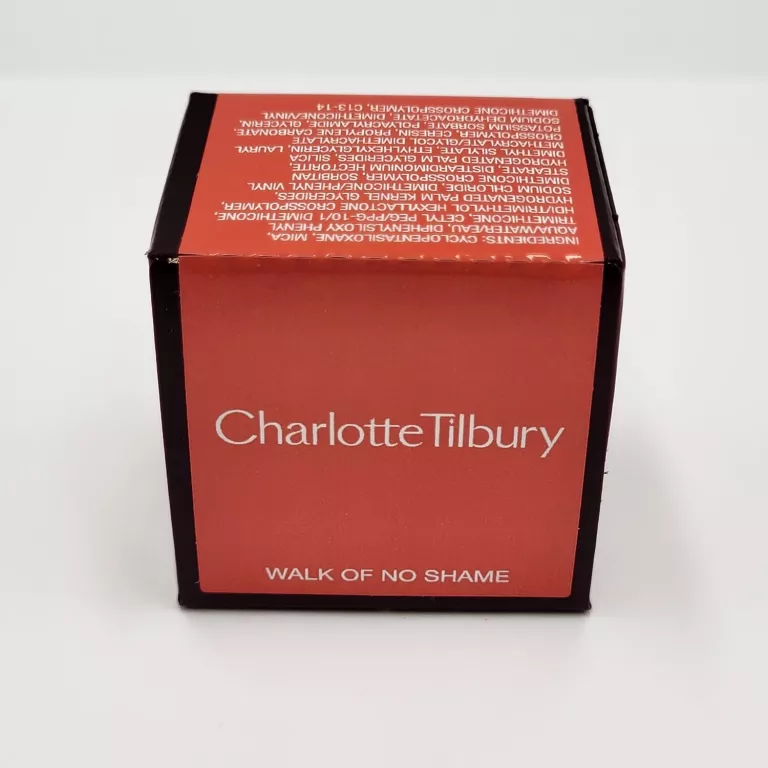 INGREDIENTS: CYCLOPENTASILOXANE, MICA,
AQUA/WATER/EAU, DIPHENYLSILOXY PHENYL
TRIMETHICONE, CETYL PEG/PPG-10/1 DIMETHICONE,
HDI/TRIMETHYLOL HEXYLLACTONE CROSSPOLYMER,
HYDROGENATED PALM KERNEL GLYCERIDES,
SODIUM CHLORIDE, DIMETHICONE/PHENYL VINYL
DIMETHICONE CROSSPOLYMER, SORBITAN
STEARATE, DISTEARDIMONIUM HECTORITE,
HYDROGENATED PALM GLYCERIDES, SILICA
DIMETHYL SILYLATE, ETHYLHEXYLGLYCERIN, LAURYL
METHACRYLATE/GLYCOL DIMETHACRYLATE
CROSSPOLYMER, CERESIN, PROPYLENE CARBONATE,
POTASSIUM SORBATE, POLYACRYLAMIDE, GLYCERIN,
SODIUM DEHYDROACETATE, DIMETHICONE/VINYL
DIMETHICONE CROSSPOLYMER, C13-14
Charlotte Tilbury
WALK OF NO SHAME